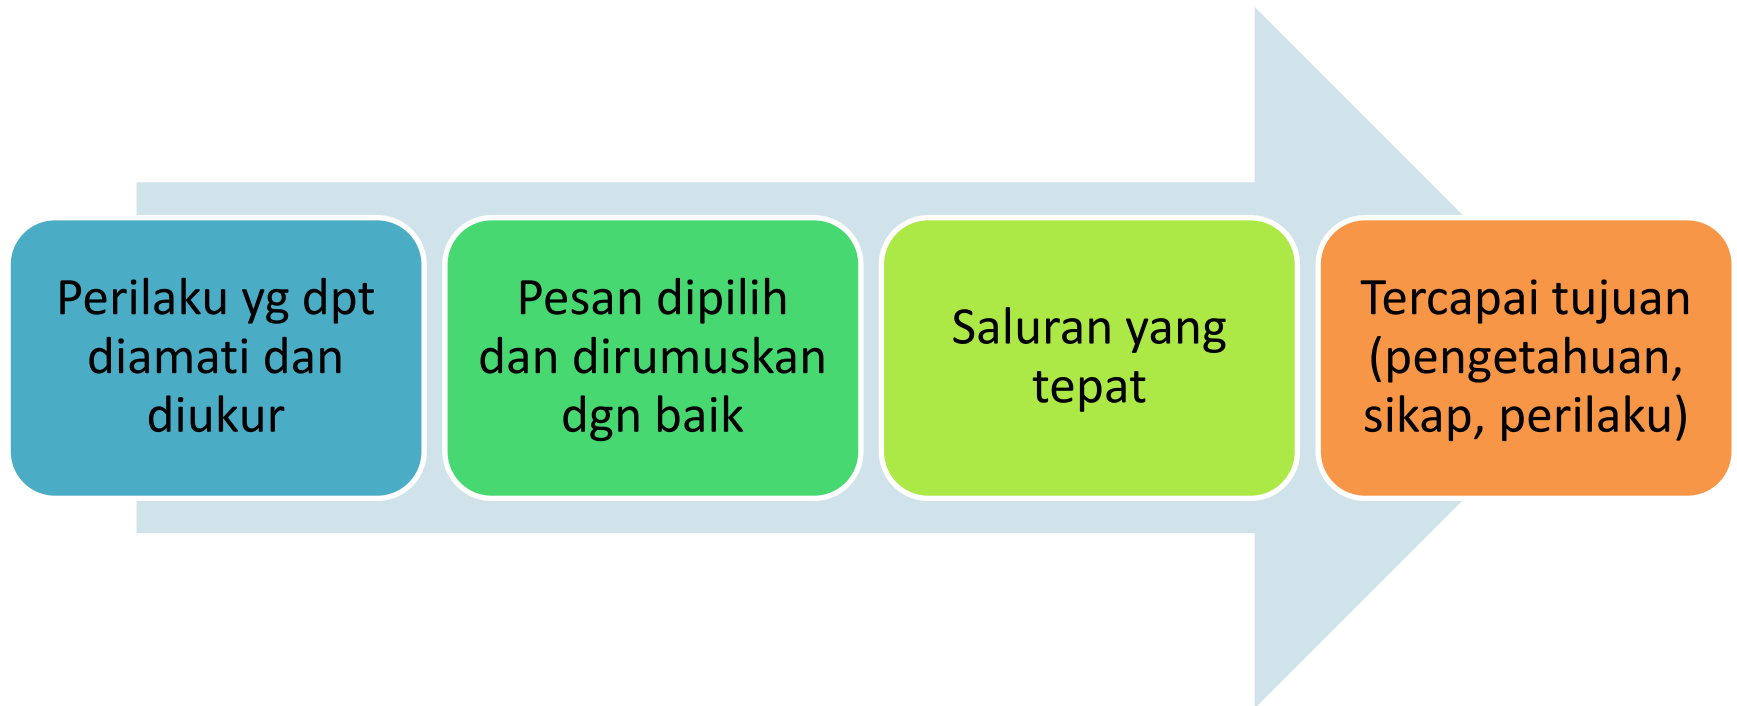 Perilaku yg dpt
diamati dan
diukur
Pesan dipilih
dan dirumuskan
dgn baik
Saluran yang
tepat
Tercapai tujuan
(pengetahuan,
sikap, perilaku)